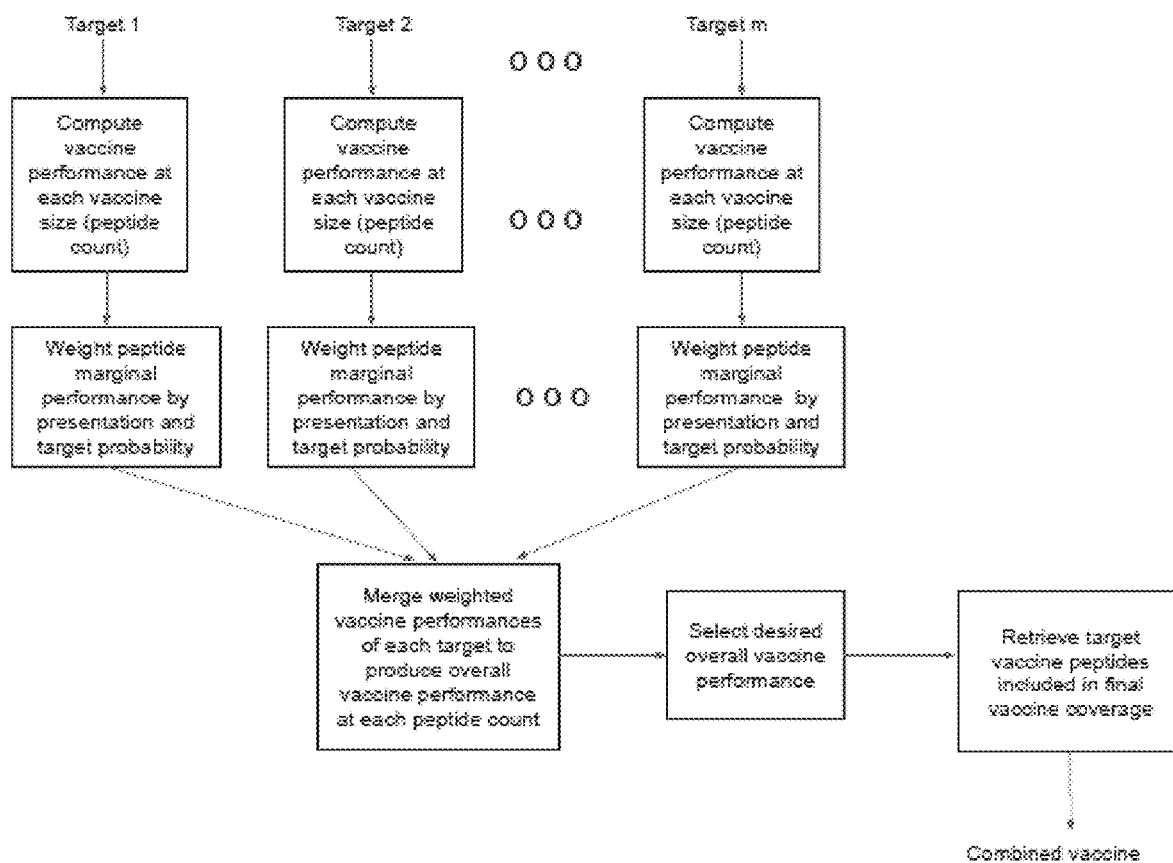 Target 1
Target 2
Target m
O O O
Compute
vaccine
performance at
each vaccine
size (peptide
count)
Compute
vaccine
performance at
each vaccine
size (peptide
count)
O O O
Compute
vaccine
performance at
each vaccine
size (peptide
count)
Weight peptide
marginal
performance by
presentation and
target probability
Weight peptide
marginal
performance by
presentation and
target probability
O O O
Weight peptide
marginal
performance by
presentation and
target probability
Merge weighted
vaccine performances
of each target to
produce overall
vaccine performance
at each peptide count
Select desired
overall vaccine
performance
Retrieve target
vaccine peptides
included in final
vaccine coverage
Combined vaccine